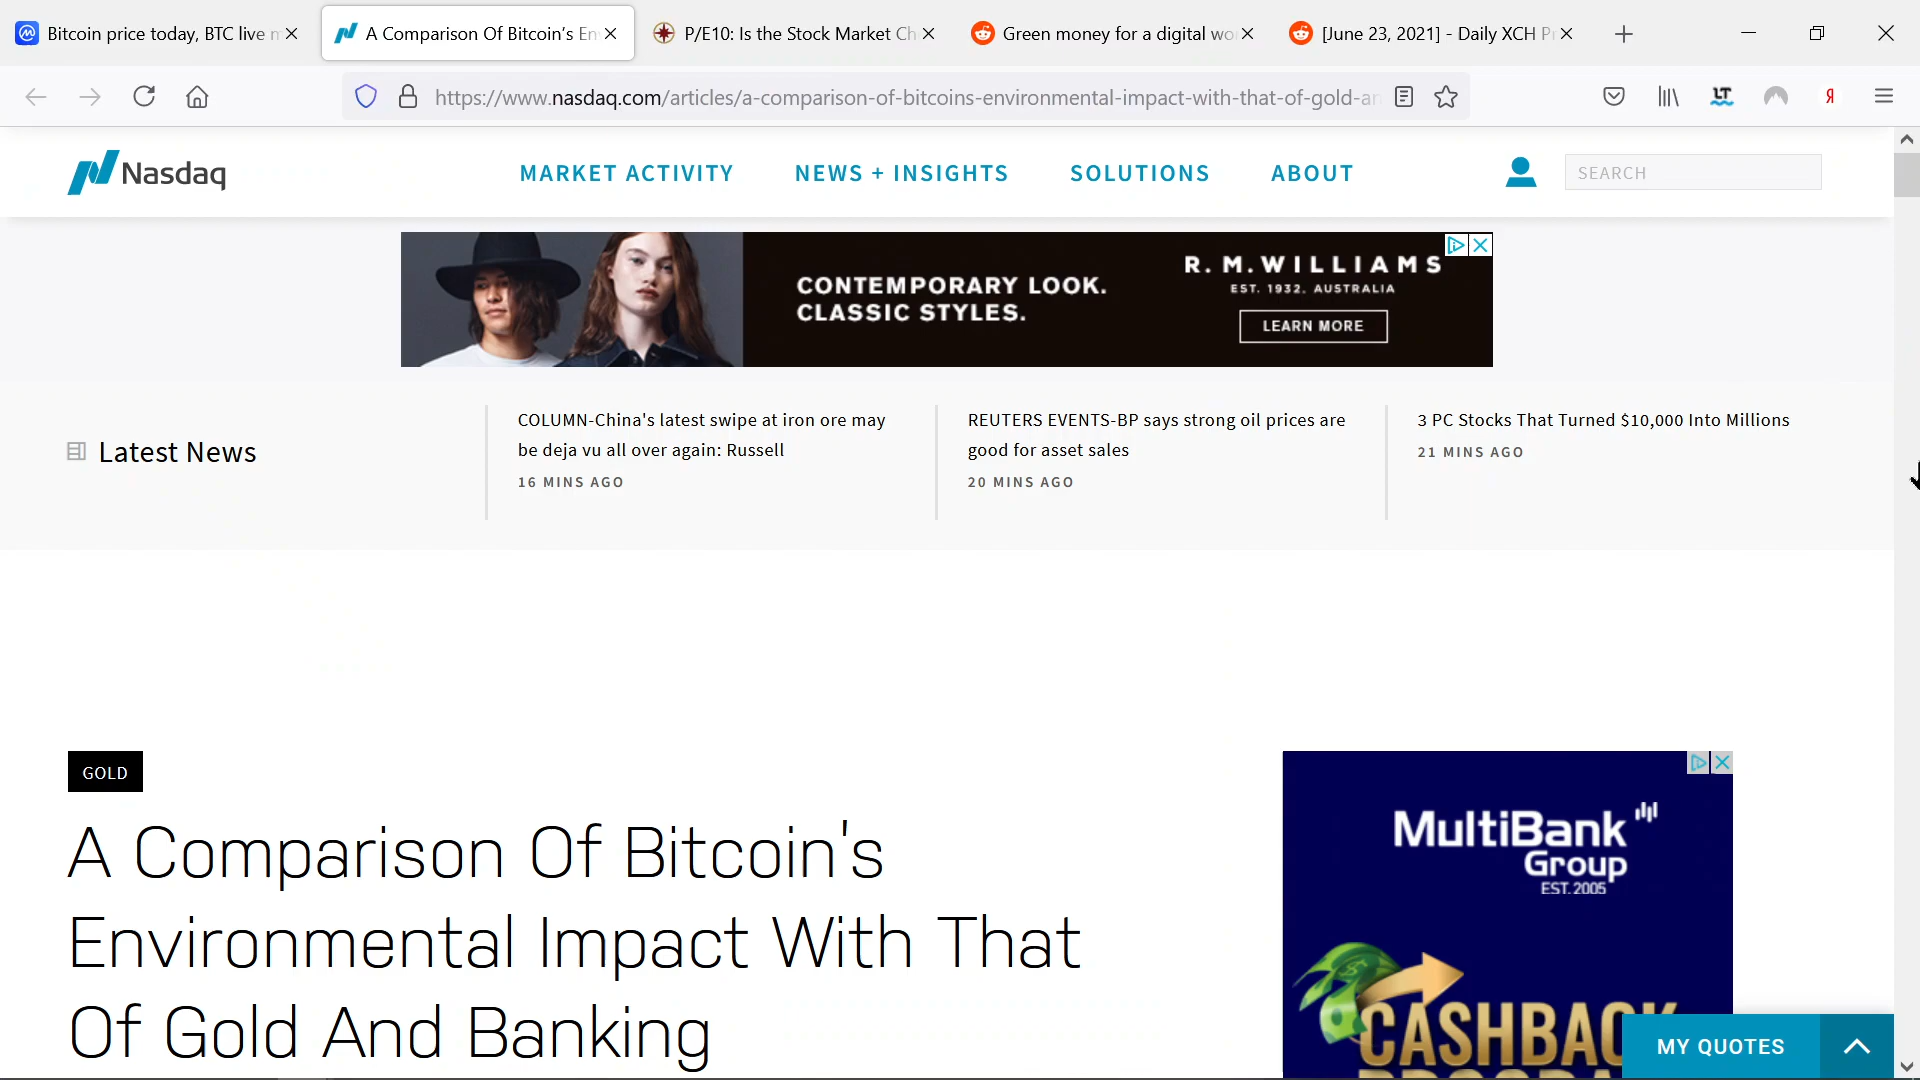 Bitcoin price today, BTC live
A Comparison Of Bitcoin's En
P/E10: Is the Stock Market Ch
Green money for a digital wo
[June 23, 2021] - Daily XCH P
https://www.nasdaq.com/articles/a-comparison-of-bitcoins-environmental-impact-with-that-of-gold-an
LT
Я
Nasdaq
MARKET ACTIVITY
NEWS + INSIGHTS
SOLUTIONS
ABOUT
SEARCH
CONTEMPORARY LOOK.
CLASSIC STYLES.
R.M.WILLIAMS
EST. 1932. AUSTRALIA
LEARN MORE
Latest News
COLUMN-China's latest swipe at iron ore may
be deja vu all over again: Russell
16 MINS AGO
REUTERS EVENTS-BP says strong oil prices are
good for asset sales
20 MINS AGO
3 PC Stocks That Turned $10,000 Into Millions
21 MINS AGO
GOLD
A Comparison Of Bitcoin's
Environmental Impact With That
Of Gold And Banking
MultiBank
Group
EST. 2005
CASHBACK
MY QUOTES